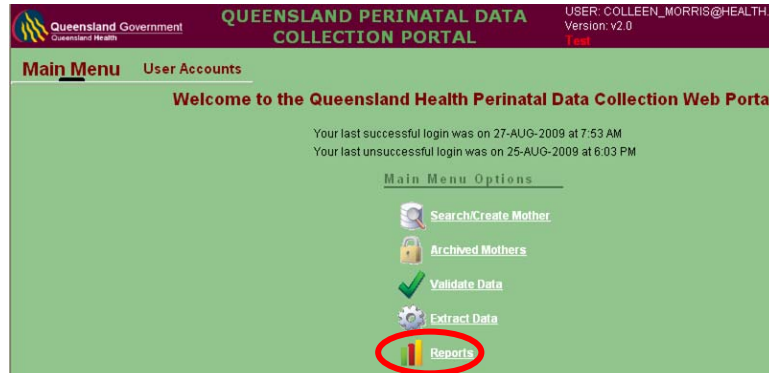 Queensland Government
Queensland Health
QUEENSLAND PERINATAL DATA
COLLECTION PORTAL
USER: COLLEEN_MORRIS@HEALTH.
Version: v2.0
Test
Main Menu User Accounts
Welcome to the Queensland Health Perinatal Data Collection Web Porta
Your last successful login was on 27-AUG-2009 at 7:53 AM
Your last unsuccessful login was on 25-AUG-2009 at 6:03 PM
Main Menu Options
Search/Create Mother
Archived Mothers
Validate Data
Extract Data
Reports